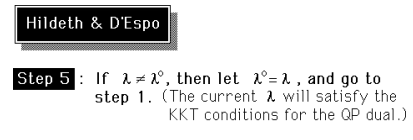 Hildeth & D'Espo
Step 5 : If λ ≠ λ°, then let λ°= λ , and go to
step 1. (The current λ will satisfy the
KKT conditions for the QP dual.)